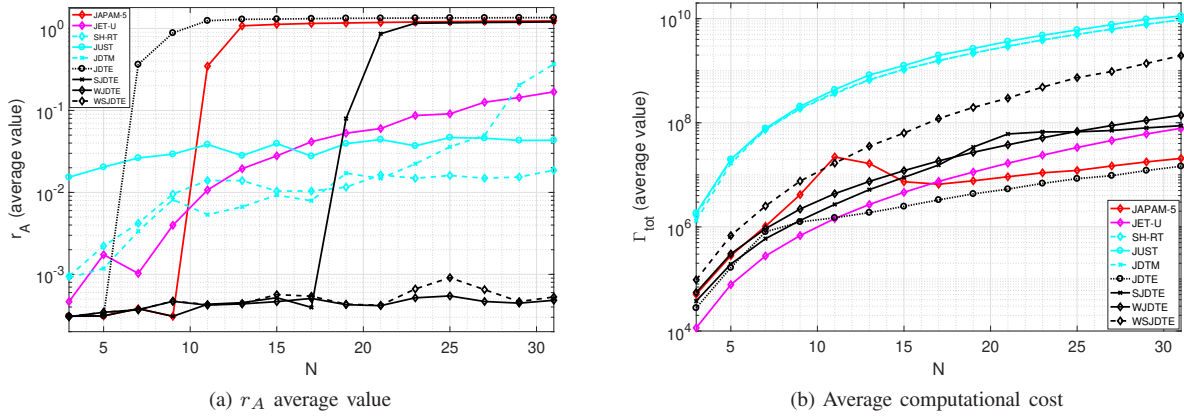 r_A (average value)
10^0
10^-1
10^-2
10^-3
JAPAM-5
JET-U
SH-RT
JUST
JDTM
JDTE
SJDTE
WJDTE
WSJDTE
5 10 15 20 25 30
N
(a) r_A average value
Γ_tot (average value)
10^10
10^8
10^6
10^4
JAPAM-5
JET-U
SH-RT
JUST
JDTM
JDTE
SJDTE
WJDTE
WSJDTE
5 10 15 20 25 30
N
(b) Average computational cost